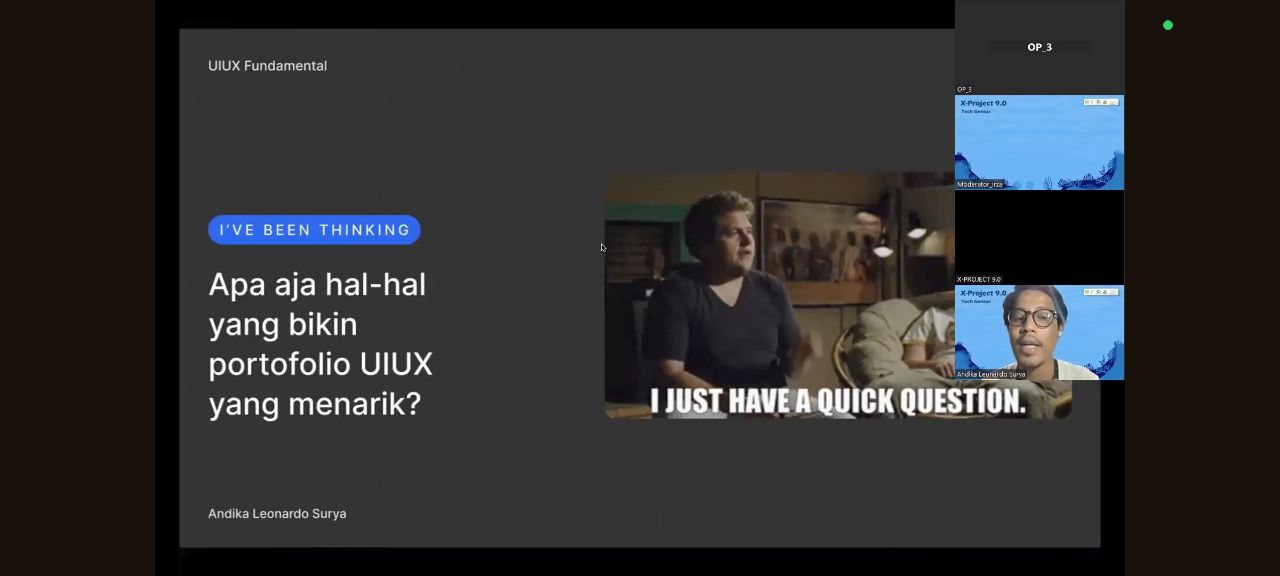 UIUX Fundamental
I'VE BEEN THINKING
Apa aja hal-hal
yang bikin
portofolio UIUX
yang menarik?
Andika Leonardo Surya
I JUST HAVE A QUICK QUESTION.
OP_3
OP_3
X-Project 9.0
Tech Genius
Moderator_Irza
X-PROJECT 9.0
X-Project 9.0
Tech Genius
Andika Leonardo Surya